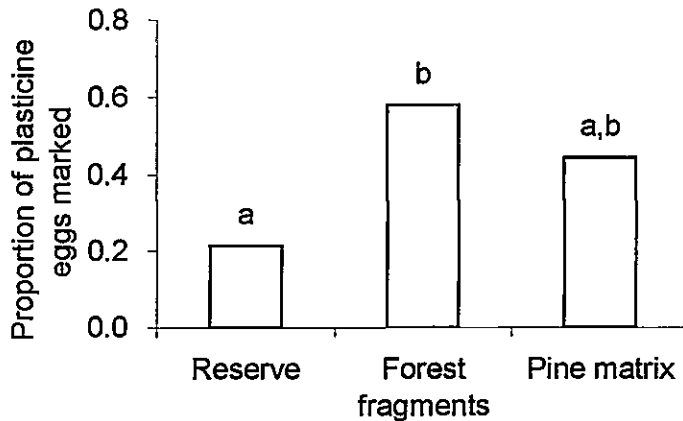 Proportion of plasticine
eggs marked
0.8
0.6
0.4
0.2
0.0
a
b
a,b
Reserve
Forest
fragments
Pine matrix